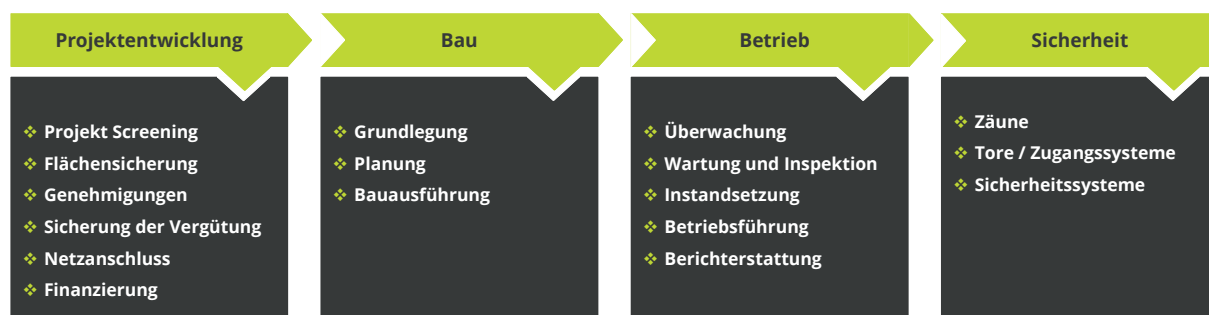 Projektentwicklung
Projekt Screening
Flächensicherung
Genehmigungen
Sicherung der Vergütung
Netzanschluss
Finanzierung
Bau
Grundlegung
Planung
Bauausführung
Betrieb
Überwachung
Wartung und Inspektion
Instandsetzung
Betriebsführung
Berichterstattung
Sicherheit
Zäune
Tore / Zugangssysteme
Sicherheitssysteme